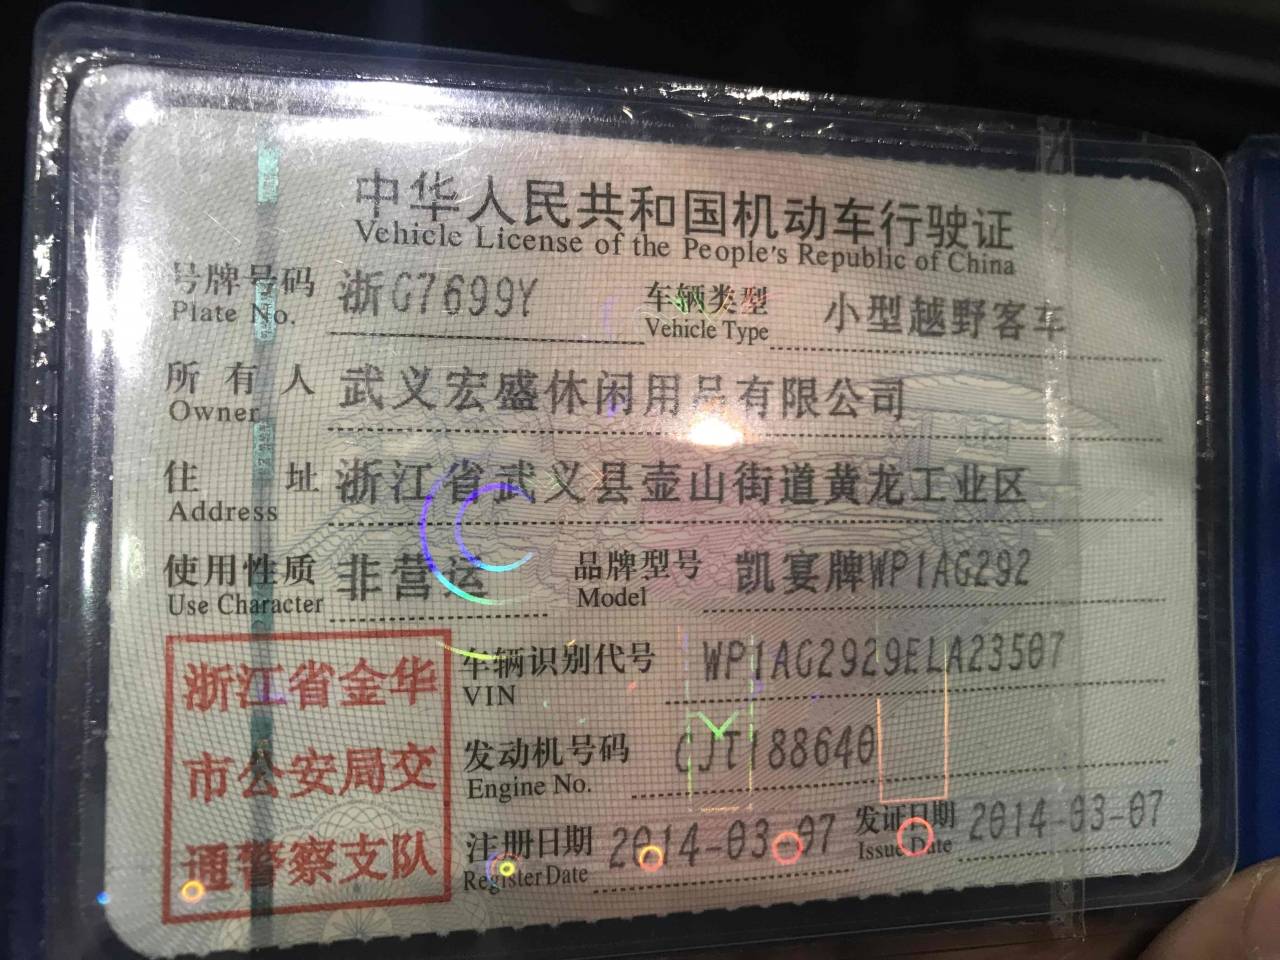 中华人民共和国机动车行驶证
Vehicle License of the People's Republic of China
号牌号码 浙G7699Y 车辆类型 小型越野客车
Plate No. Vehicle Type
所有人 武义宏盛休闲用品有限公司
Owner
住址 浙江省武义县壶山街道黄龙工业区
Address
使用性质 非营运 品牌型号 凯宴牌WP1AG292
Use Character Model
浙江省金华
市公安局交
通警察支队
车辆识别代号 WP1AG2929ELA23507
VIN
发动机号码 CJT188640
Engine No.
注册日期 2014-03-07 发证日期 2014-03-07
Register Date Issue Date